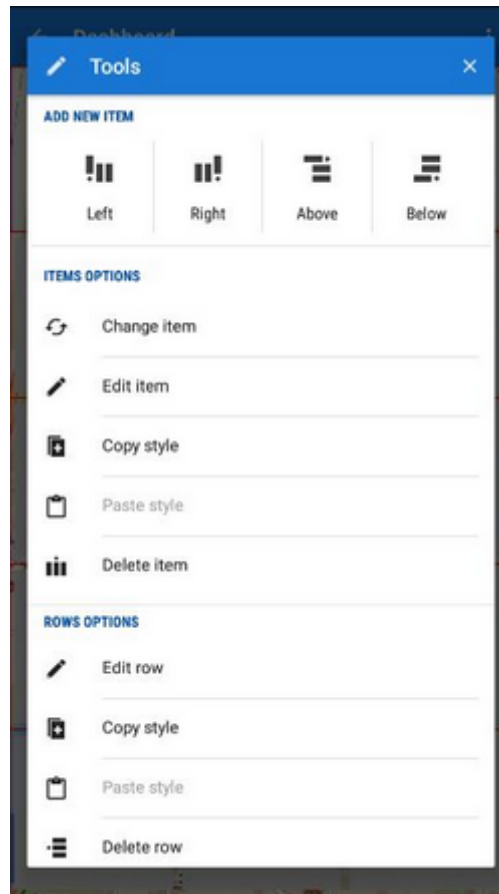 Dashboard
Tools
ADD NEW ITEM
Left Right Above Below
ITEMS OPTIONS
Change item
Edit item
Copy style
Paste style
Delete item
ROWS OPTIONS
Edit row
Copy style
Paste style
Delete row